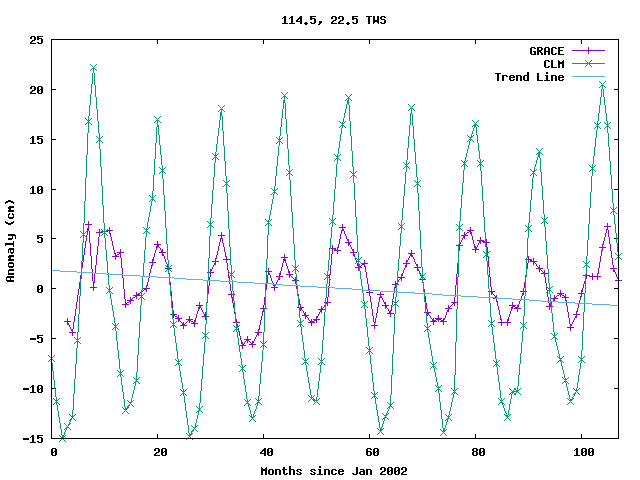 114.5, 22.5 TWS
GRACE
CLM
Trend Line
25
20
15
10
5
0
-5
-10
-15
Anomaly (cm)
0 20 40 60 80 100
Months since Jan 2002